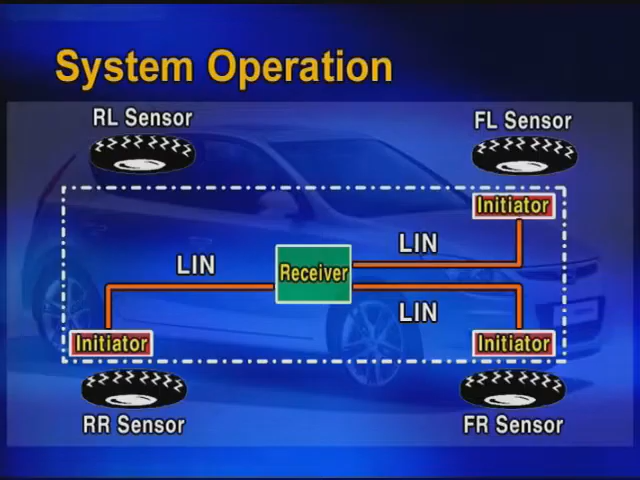 System Operation
RL Sensor
FL Sensor
Initiator
LIN
LIN
Receiver
LIN
Initiator
Initiator
RR Sensor
FR Sensor